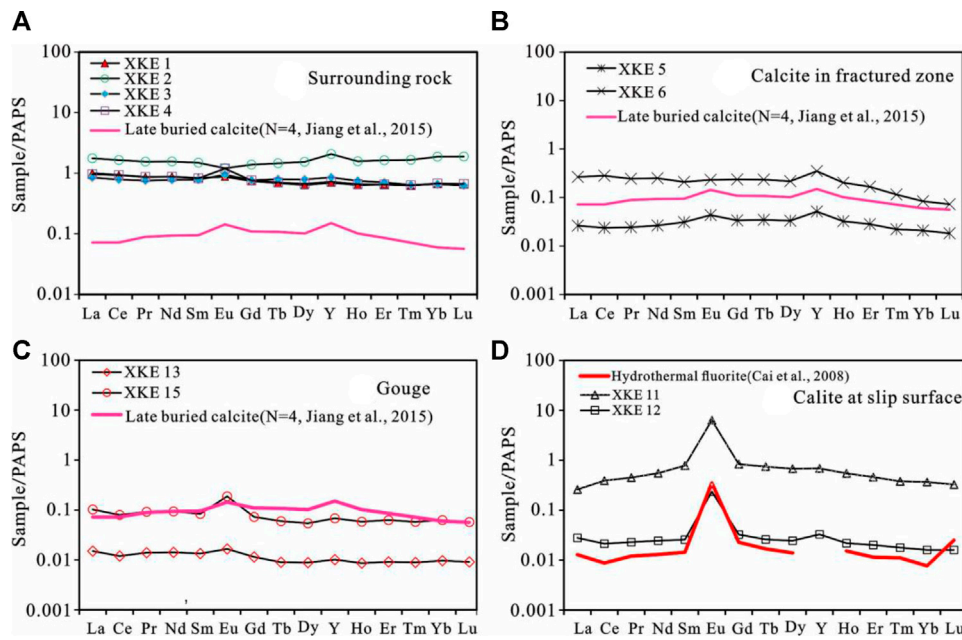 A
Sample/PAPS
100
10
1
0.1
0.01
XKE 1
XKE 2
XKE 3
XKE 4
Surrounding rock
Late buried calcite(N=4, Jiang et al., 2015)
La Ce Pr Nd Sm Eu Gd Tb Dy Y Ho Er Tm Yb Lu
B
Sample/PAPS
100
10
1
0.1
0.01
0.001
XKE 5
XKE 6
Calcite in fractured zone
Late buried calcite(N=4, Jiang et al., 2015)
La Ce Pr Nd Sm Eu Gd Tb Dy Y Ho Er Tm Yb Lu
C
Sample/PAPS
100
10
1
0.1
0.01
0.001
XKE 13
XKE 15
Gouge
Late buried calcite(N=4, Jiang et al., 2015)
La Ce Pr Nd Sm Eu Gd Tb Dy Y Ho Er Tm Yb Lu
D
Sample/PAPS
100
10
1
0.1
0.01
0.001
Hydrothermal fluorite(Cai et al., 2008)
XKE 11
XKE 12
Calite at slip surface
La Ce Pr Nd Sm Eu Gd Tb Dy Y Ho Er Tm Yb Lu